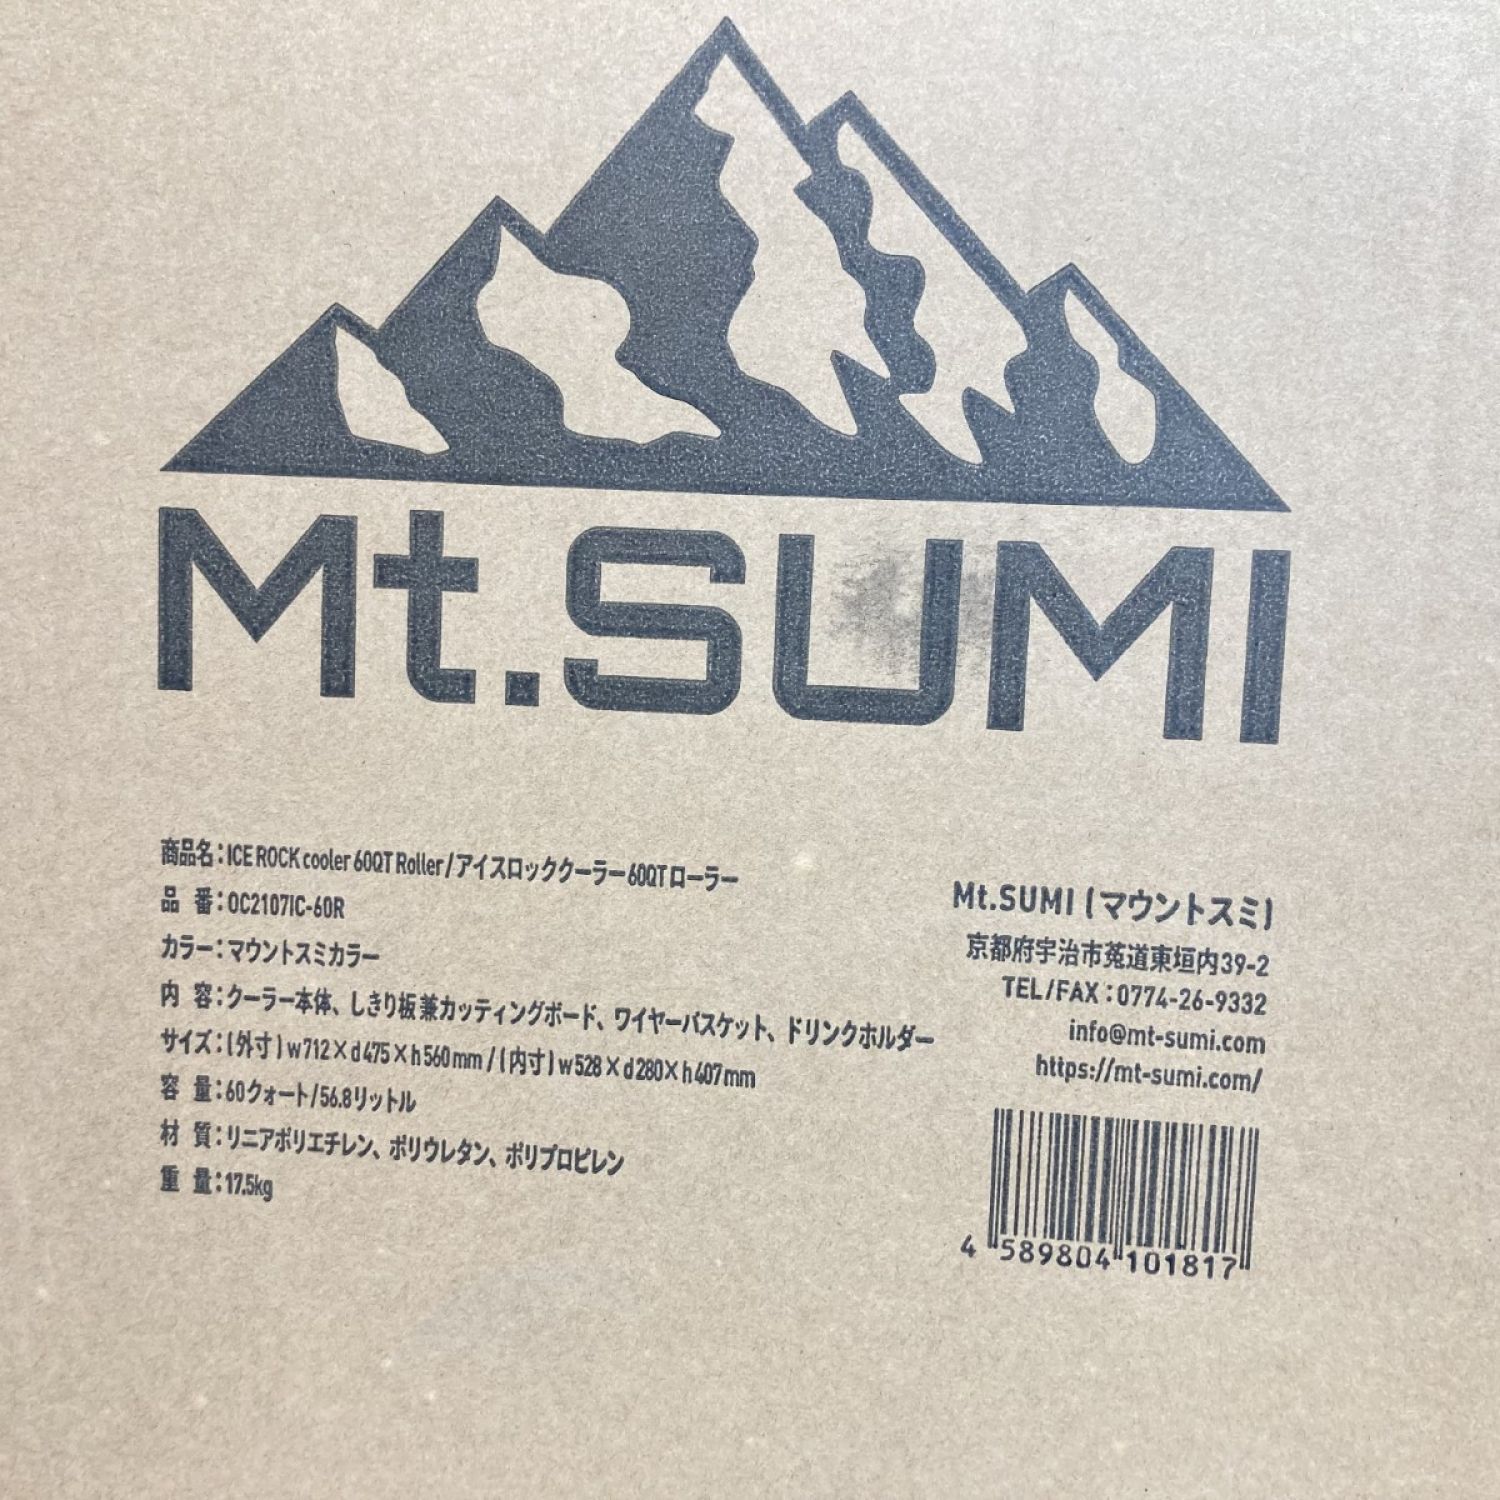 Mt.SUMI
商品名：ICE ROCK cooler 60QT Roller / アイスロッククーラー 60QT ローラー
品 番：OC2107IC-60R
カラー：マウントスミカラー
内 容：クーラー本体、しきり板 兼カッティングボード、ワイヤーバスケット、ドリンクホルダー
サイズ：(外寸) w712×d475×h560mm / (内寸) w528×d280×h407mm
容 量：60クォート/56.8リットル
材 質：リニアポリエチレン、ポリウレタン、ポリプロピレン
重 量：17.5kg
Mt.SUMI (マウントスミ)
京都府宇治市菟道東垣内39-2
TEL/FAX：0774-26-9332
info@mt-sumi.com
https://mt-sumi.com/
4 589804 101817